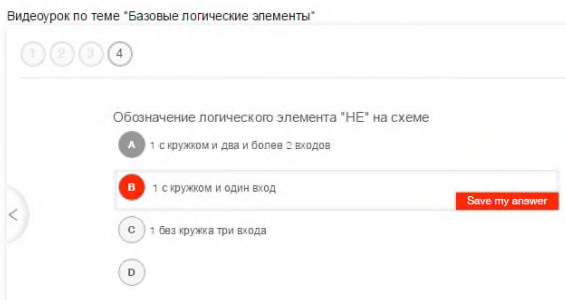 Видеоурок по теме "Базовые логические элементы"
1 2 3 4
Обозначение логического элемента "НЕ" на схеме
A 1 с кружком и два и более 2 входов
B 1 с кружком и один вход
Save my answer
C 1 без кружка три входа
D